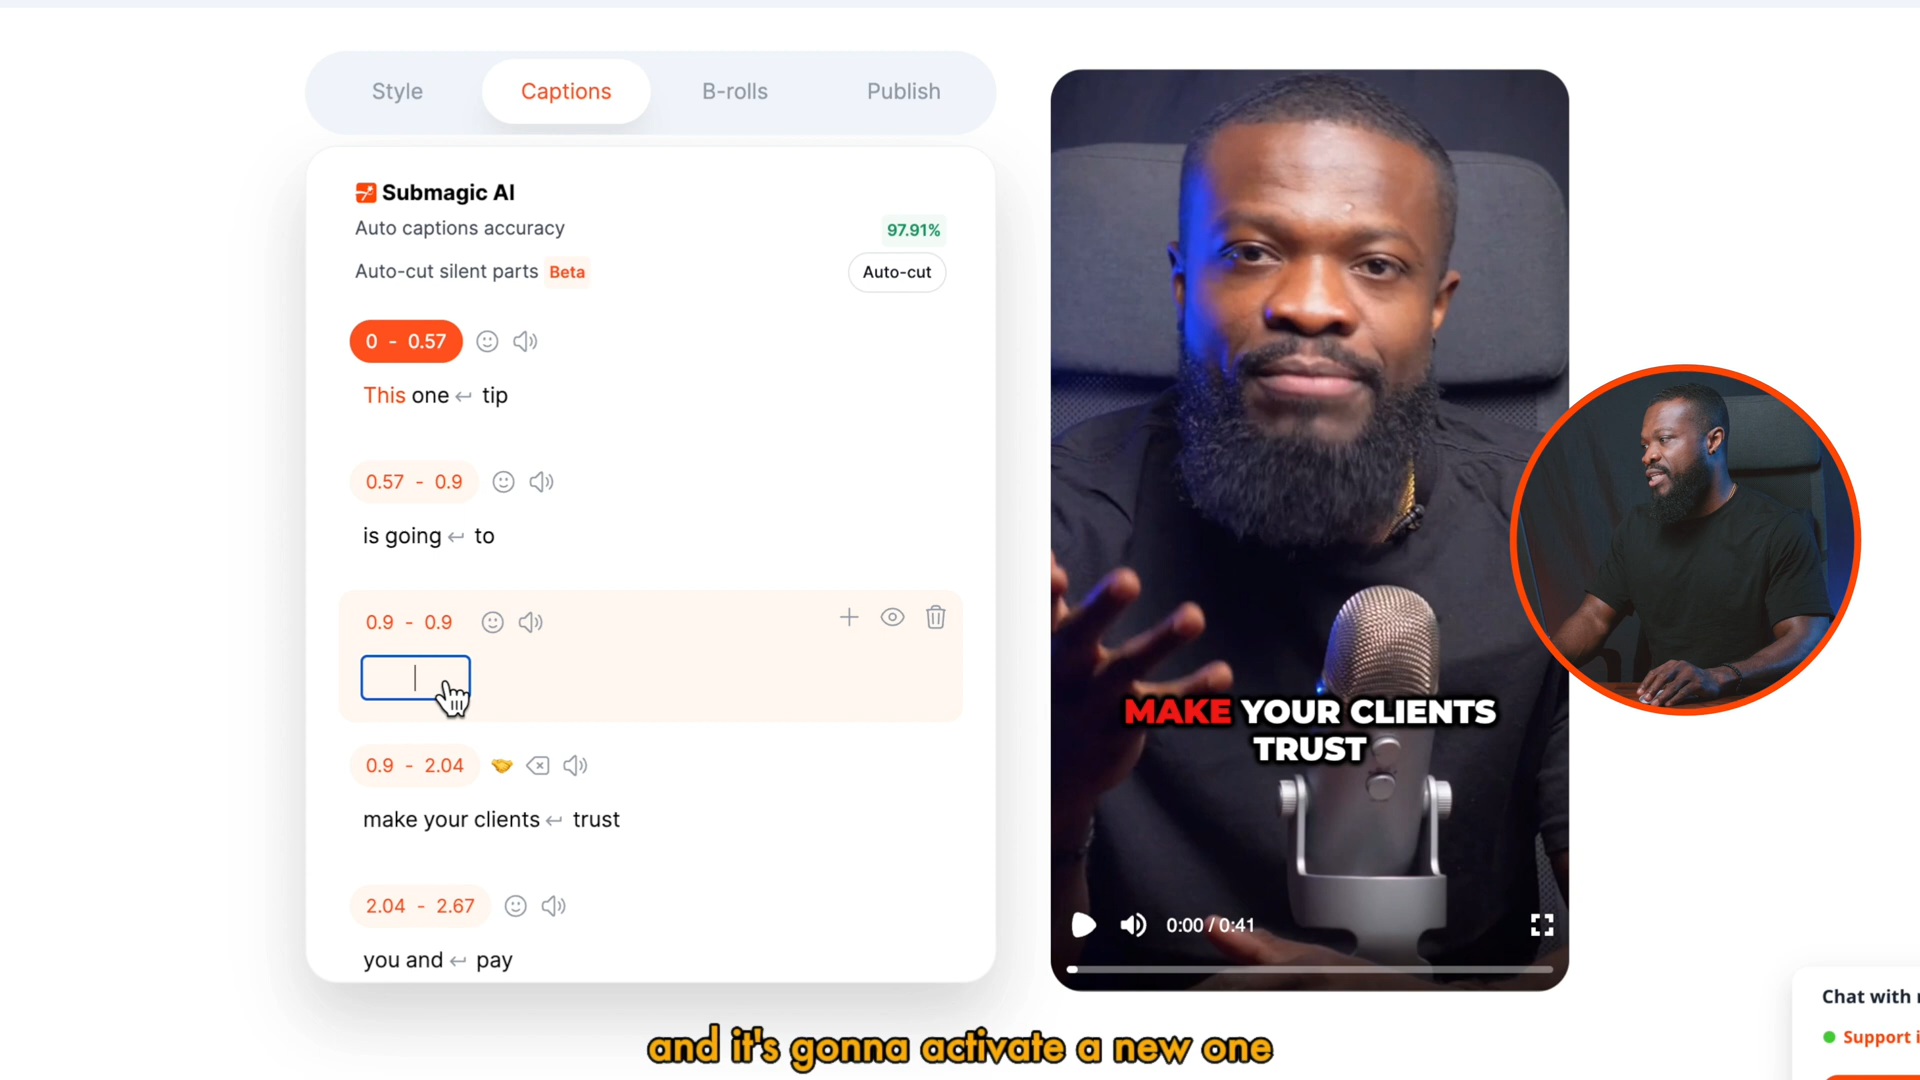 Style Captions B-rolls Publish
Submagic AI
Auto captions accuracy 97.91%
Auto-cut silent parts Beta Auto-cut
0 - 0.57
This one ↩ tip
0.57 - 0.9
is going ↩ to
0.9 - 0.9
0.9 - 2.04
make your clients ↩ trust
2.04 - 2.67
you and ↩ pay
MAKE YOUR CLIENTS
TRUST
0:00 / 0:41
Chat with
Support
and it's gonna activate a new one